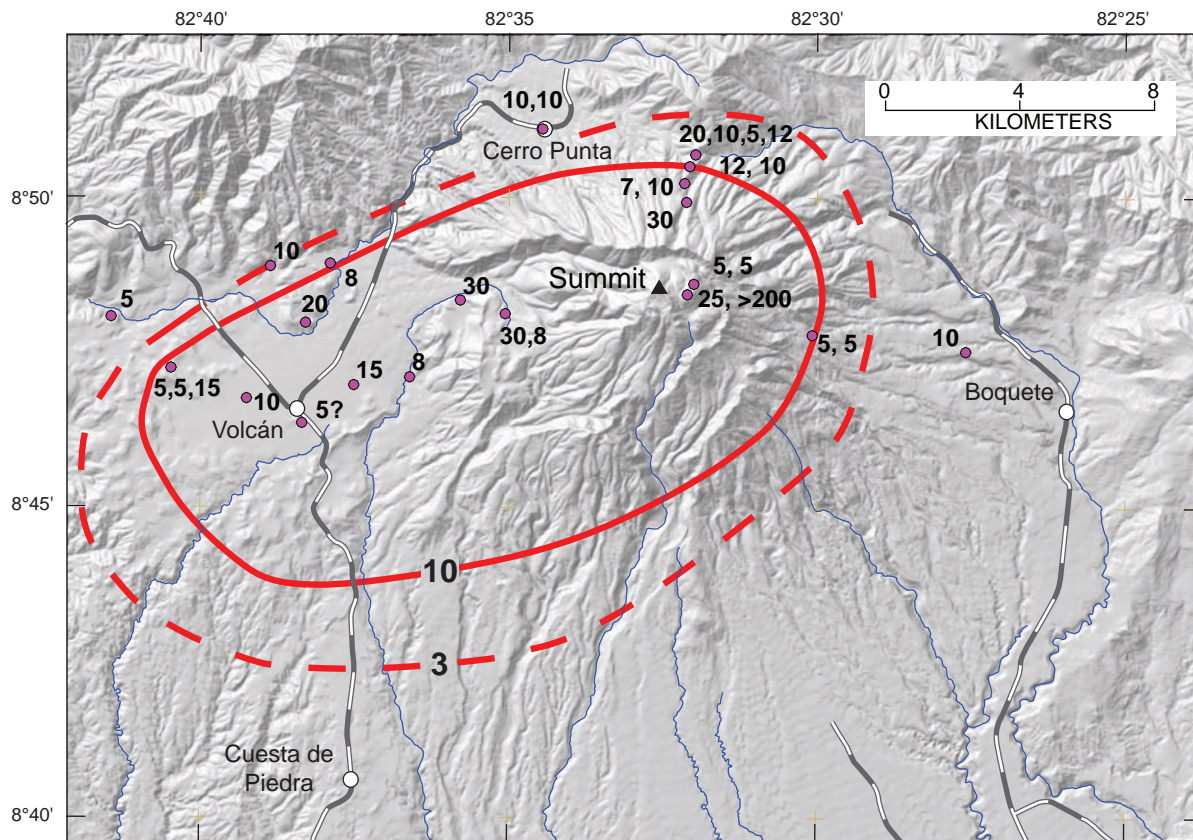 82°40' 82°35' 82°30' 82°25'
0 4 8
KILOMETERS
10,10
Cerro Punta
20,10,5,12
12, 10
8°50'
7, 10
30
10
8
Summit
5, 5
5
20
30
25, >200
30,8
5, 5
10
5,5,15
15
8
10
5?
Boquete
Volcán
8°45'
10
3
Cuesta de
Piedra
8°40'